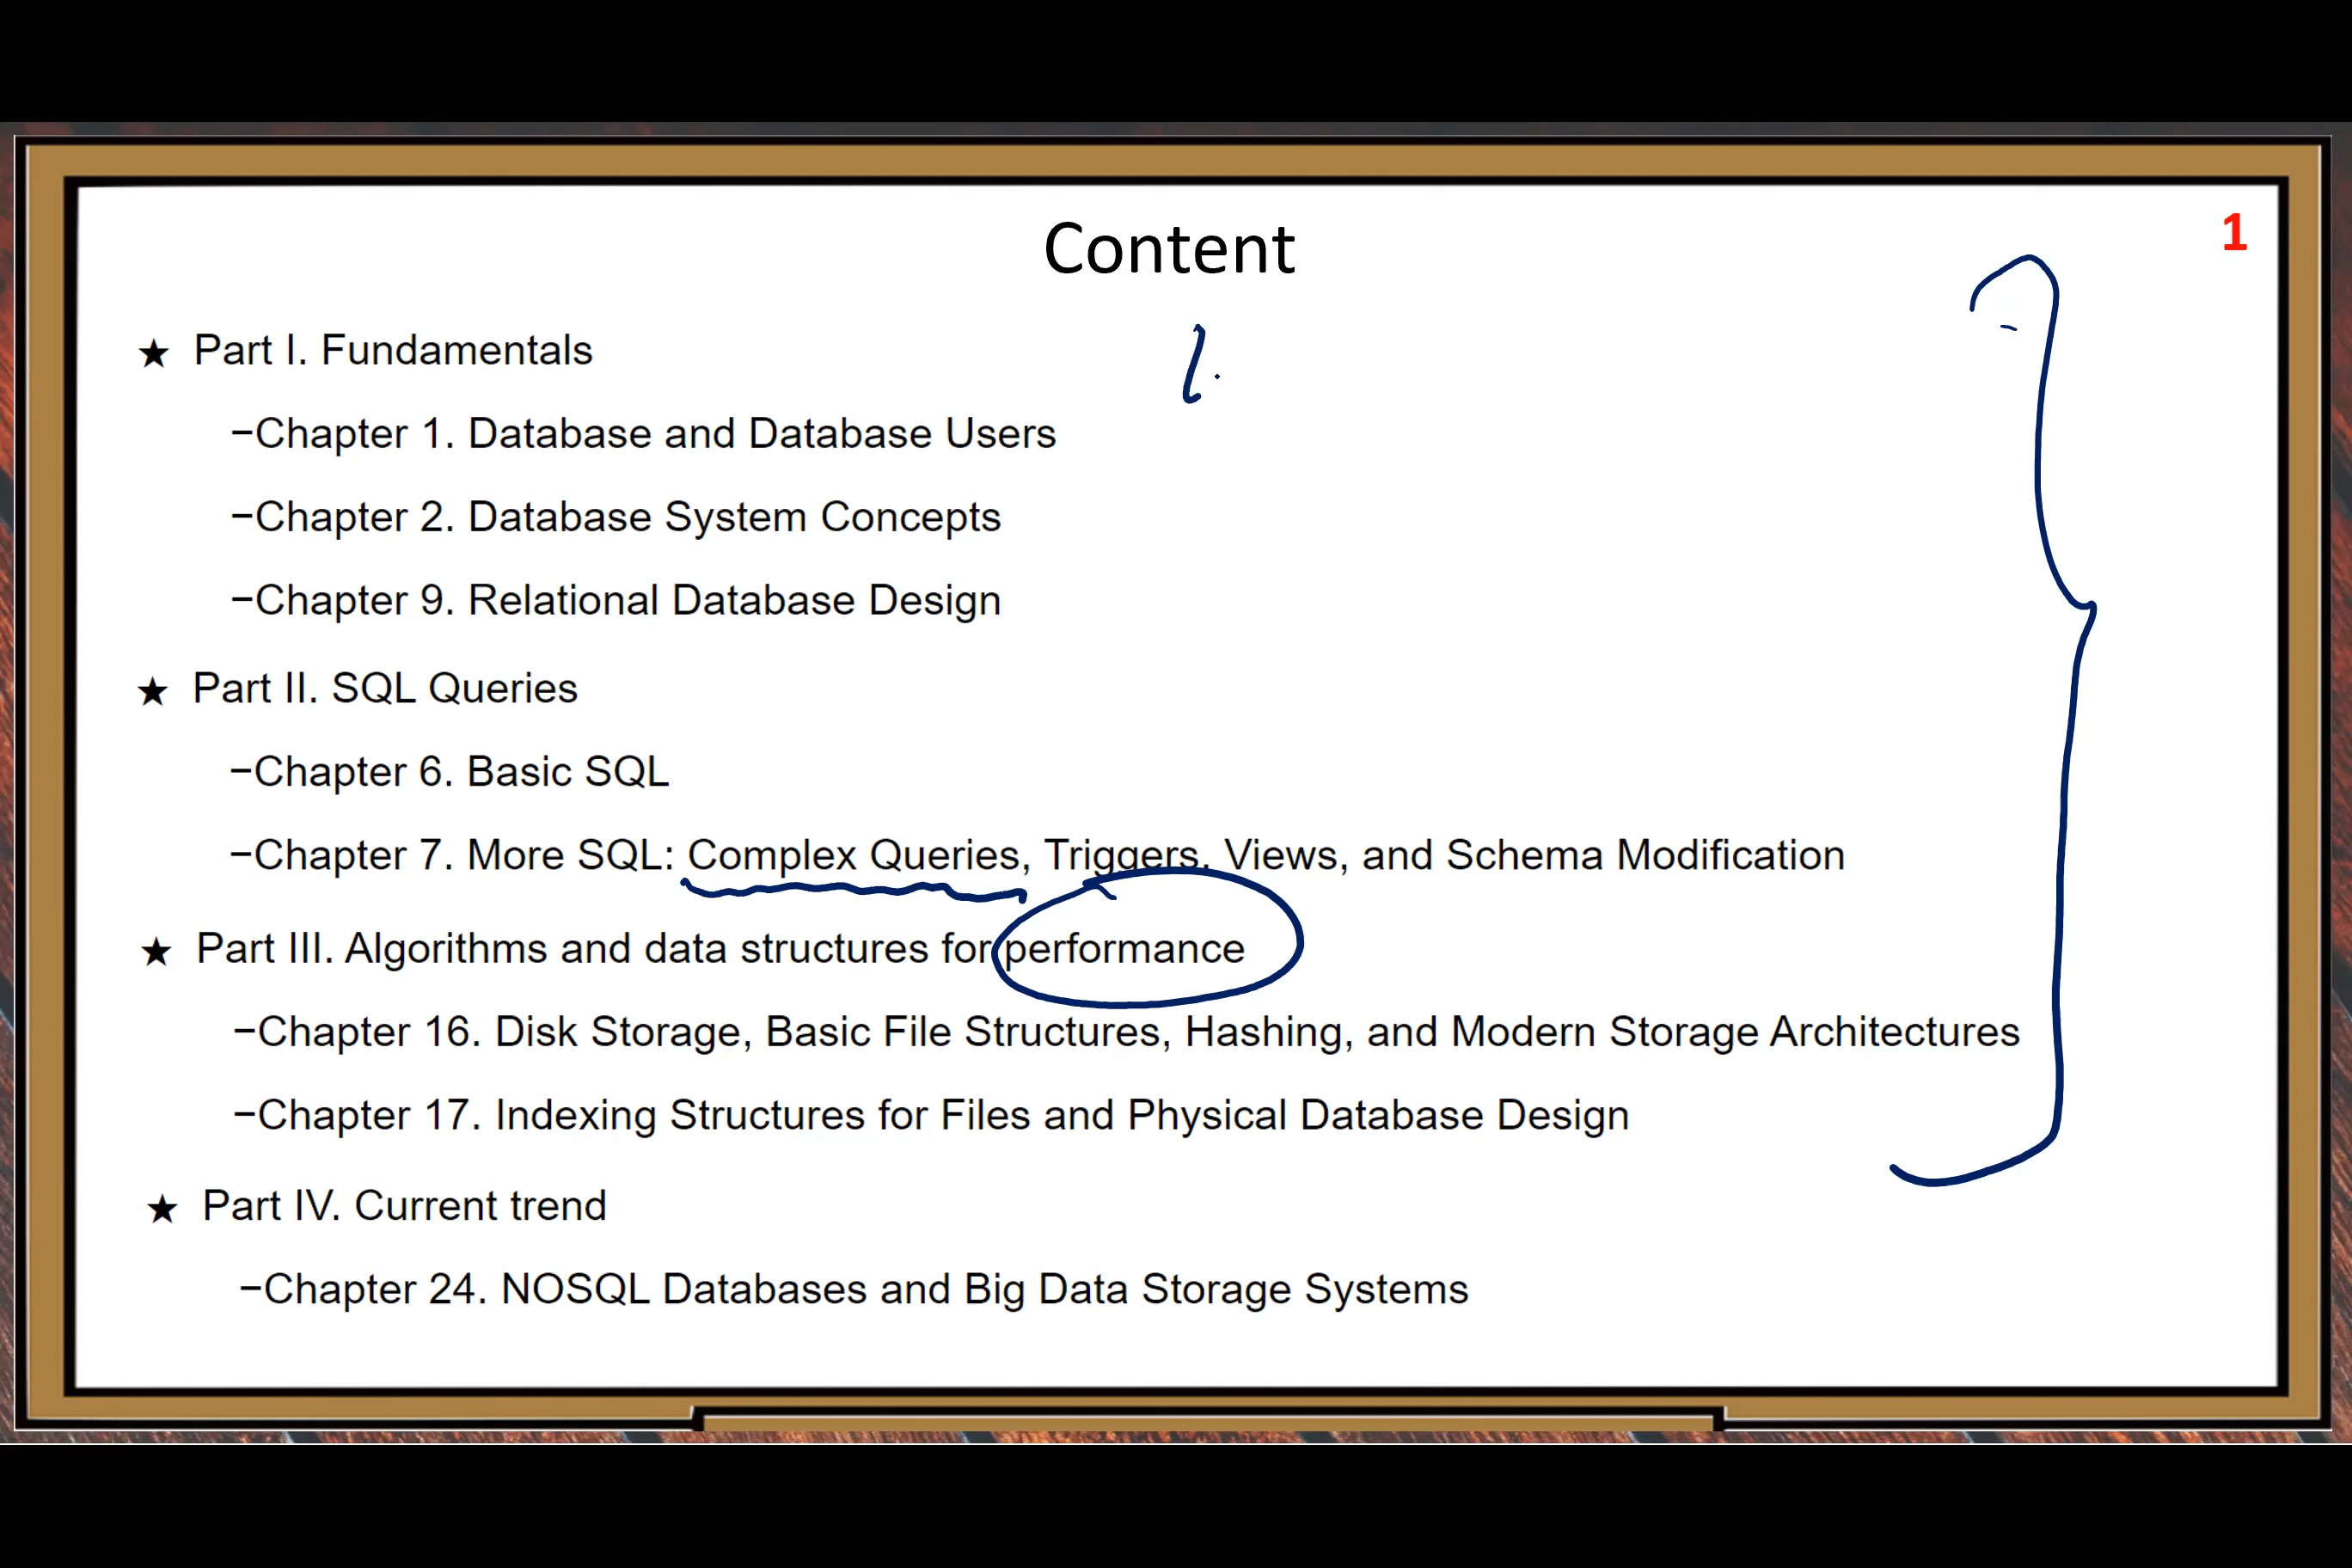 Content
1
★ Part I. Fundamentals
−Chapter 1. Database and Database Users
−Chapter 2. Database System Concepts
−Chapter 9. Relational Database Design
★ Part II. SQL Queries
−Chapter 6. Basic SQL
−Chapter 7. More SQL: Complex Queries, Triggers, Views, and Schema Modification
★ Part III. Algorithms and data structures for performance
−Chapter 16. Disk Storage, Basic File Structures, Hashing, and Modern Storage Architectures
−Chapter 17. Indexing Structures for Files and Physical Database Design
★ Part IV. Current trend
−Chapter 24. NOSQL Databases and Big Data Storage Systems